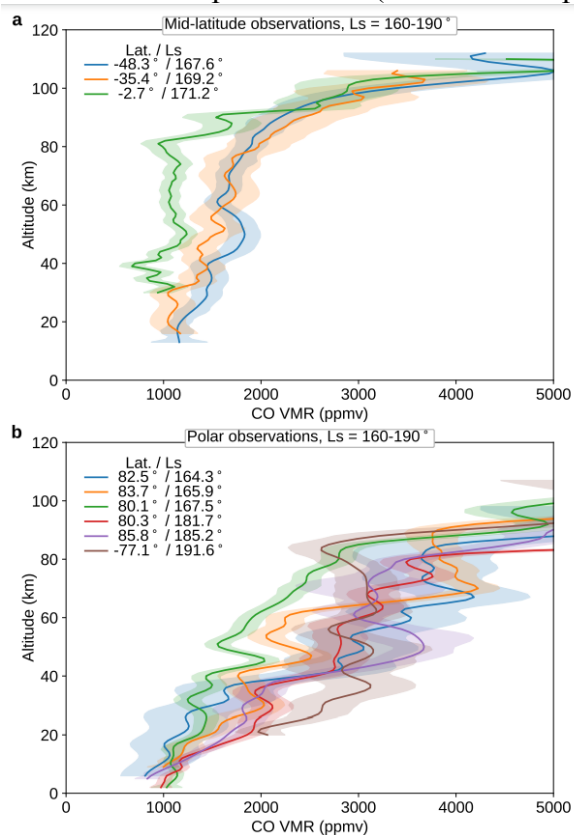 a
Mid-latitude observations, Ls = 160-190°
120
100
80
60
40
20
0
Altitude (km)
Lat. / Ls
-48.3° / 167.6°
-35.4° / 169.2°
-2.7° / 171.2°
0 1000 2000 3000 4000 5000
CO VMR (ppmv)
b
Polar observations, Ls = 160-190°
120
100
80
60
40
20
0
Altitude (km)
Lat. / Ls
82.5° / 164.3°
83.7° / 165.9°
80.1° / 167.5°
80.3° / 181.7°
85.8° / 185.2°
-77.1° / 191.6°
0 1000 2000 3000 4000 5000
CO VMR (ppmv)